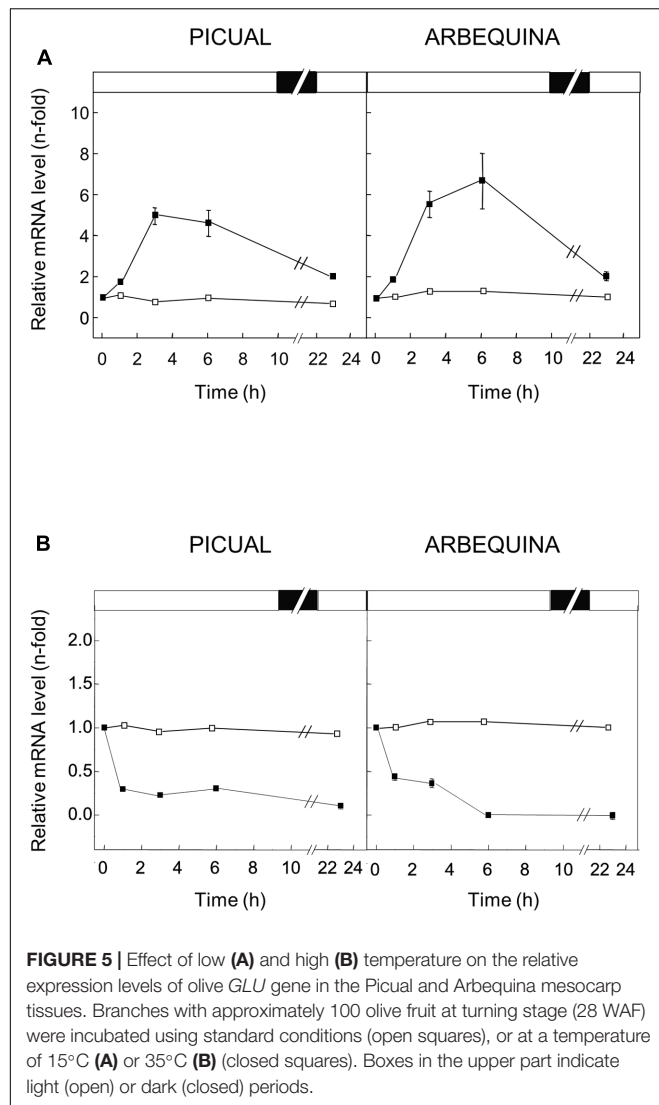 PICUAL ARBEQUINA
A
Relative mRNA level (n-fold)
10
8
6
4
2
0
0 2 4 6 8 10 22 24 0 2 4 6 8 10 22 24
Time (h) Time (h)
B
PICUAL ARBEQUINA
Relative mRNA level (n-fold)
2.0
1.5
1.0
0.5
0.0
0 2 4 6 8 10 22 24 0 2 4 6 8 10 22 24
Time (h) Time (h)
FIGURE 5 | Effect of low (A) and high (B) temperature on the relative
expression levels of olive GLU gene in the Picual and Arbequina mesocarp
tissues. Branches with approximately 100 olive fruit at turning stage (28 WAF)
were incubated using standard conditions (open squares), or at a temperature
of 15°C (A) or 35°C (B) (closed squares). Boxes in the upper part indicate
light (open) or dark (closed) periods.